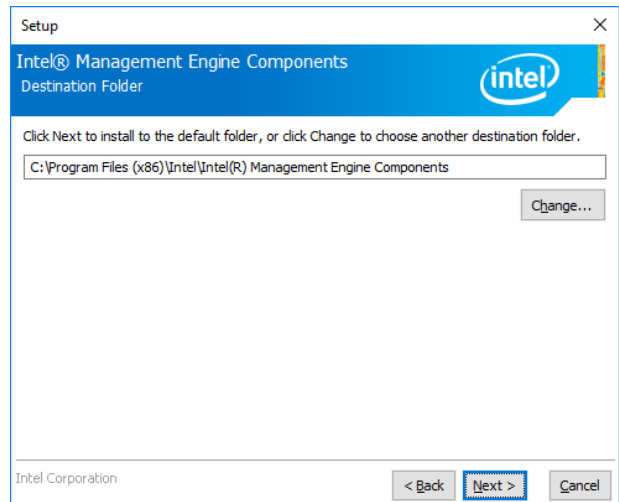 Setup
Intel® Management Engine Components
Destination Folder
intel
Click Next to install to the default folder, or click Change to choose another destination folder.
C:\Program Files (x86)\Intel\Intel(R) Management Engine Components
Change...
Intel Corporation
< Back Next > Cancel